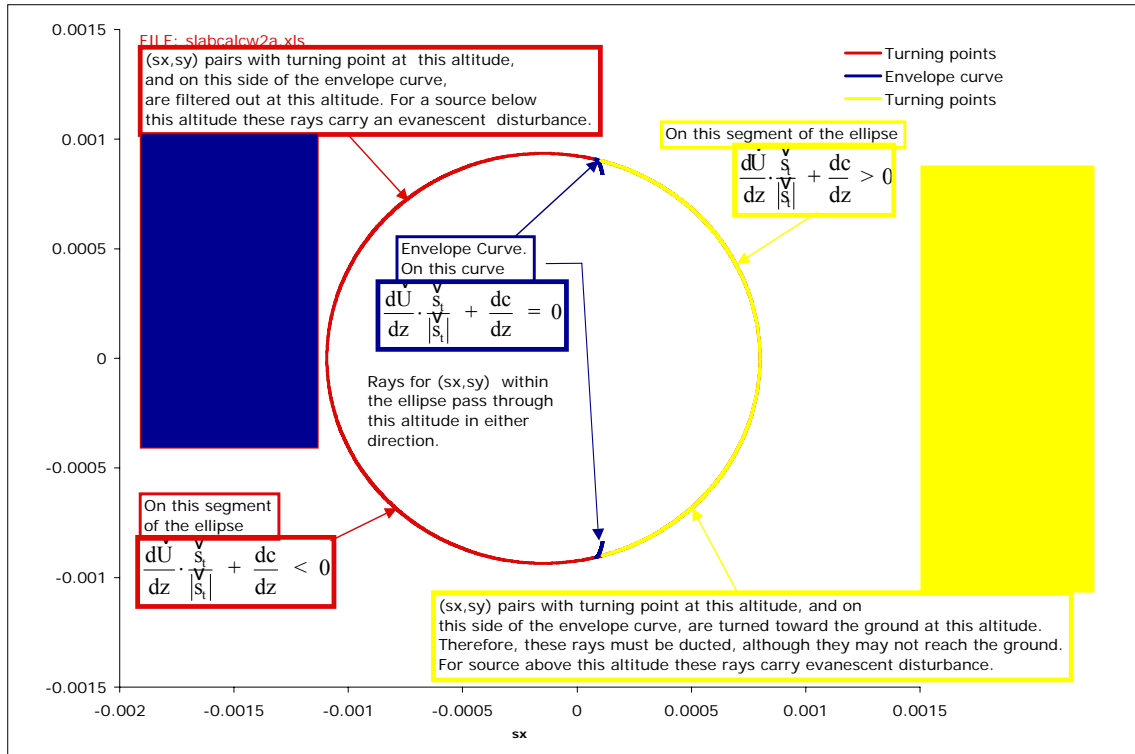 0.0015
0.001
0.0005
0
-0.0005
-0.001
-0.0015
FILE: slabcalcw2a.xls
(sx,sy) pairs with turning point at this altitude,
and on this side of the envelope curve,
are filtered out at this altitude. For a source below
this altitude these rays carry an evanescent disturbance.
Turning points
Envelope curve
Turning points
On this segment of the ellipse
dU/dz · s_t/|s_t| + dc/dz > 0
Envelope Curve.
On this curve
dU/dz · s_t/|s_t| + dc/dz = 0
Rays for (sx,sy) within
the ellipse pass through
this altitude in either
direction.
On this segment
of the ellipse
dU/dz · s_t/|s_t| + dc/dz < 0
(sx,sy) pairs with turning point at this altitude, and on
this side of the envelope curve, are turned toward the ground at this altitude.
Therefore, these rays must be ducted, although they may not reach the ground.
For source above this altitude these rays carry evanescent disturbance.
-0.002 -0.0015 -0.001 -0.0005 0 0.0005 0.001 0.0015
sx